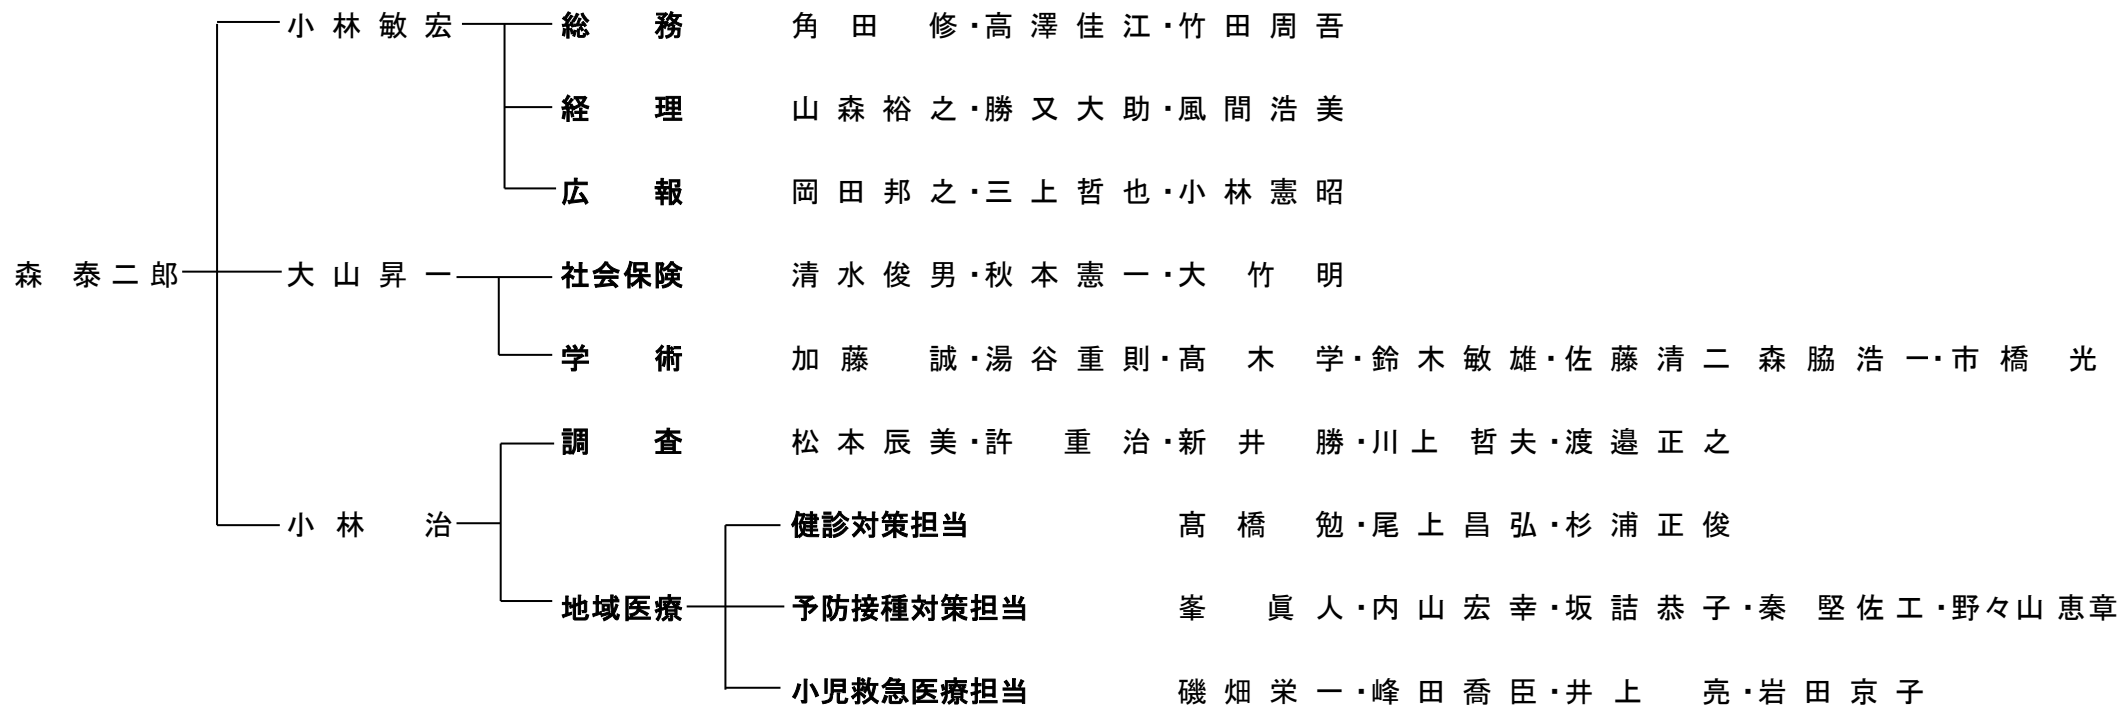 小林敏宏 総務 角田 修・高澤佳江・竹田周吾
経理 山森裕之・勝又大助・風間浩美
広報 岡田邦之・三上哲也・小林憲昭
森 泰二郎 大山昇一 社会保険 清水俊男・秋本憲一・大竹明
学術 加藤 誠・湯谷重則・髙木学・鈴木敏雄・佐藤清二 森脇浩一・市橋 光
調査 松本辰美・許 重治・新井 勝・川上 哲夫・渡邉正之
小林 治 健診対策担当 髙橋 勉・尾上昌弘・杉浦正俊
地域医療 予防接種対策担当 峯 眞人・内山宏幸・坂詰恭子・秦 堅佐工・野々山恵章
小児救急医療担当 磯畑栄一・峰田喬臣・井上 亮・岩田京子